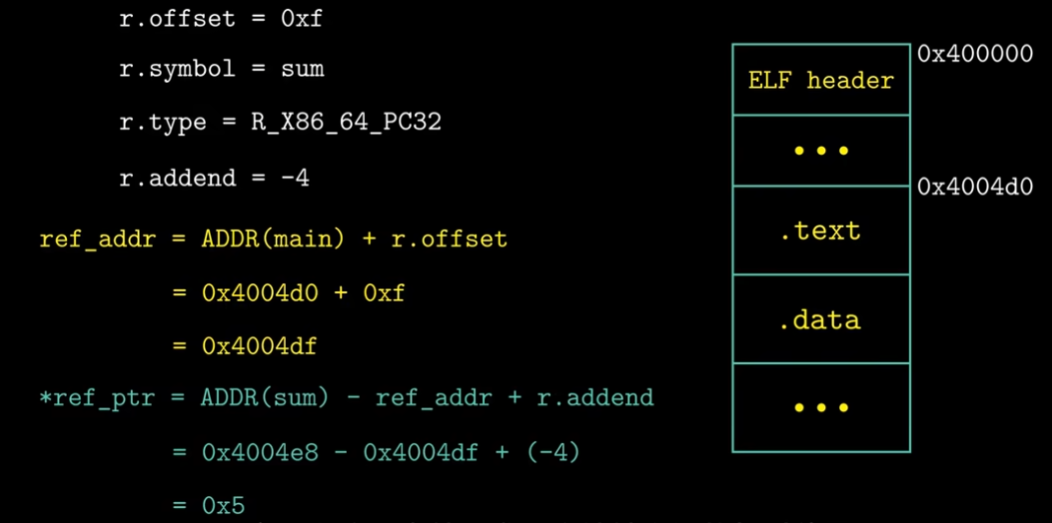 r.offset = 0xf
r.symbol = sum
r.type = R_X86_64_PC32
r.addend = -4
ref_addr = ADDR(main) + r.offset
= 0x4004d0 + 0xf
= 0x4004df
*ref_ptr = ADDR(sum) - ref_addr + r.addend
= 0x4004e8 - 0x4004df + (-4)
= 0x5
0x400000
ELF header
•••
0x4004d0
.text
.data
•••